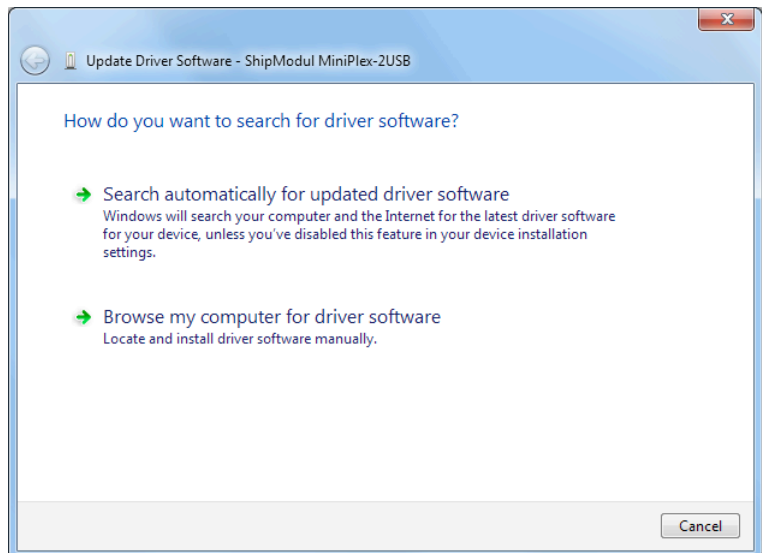 Update Driver Software - ShipModul MiniPlex-2USB
How do you want to search for driver software?
Search automatically for updated driver software
Windows will search your computer and the Internet for the latest driver software
for your device, unless you've disabled this feature in your device installation
settings.
Browse my computer for driver software
Locate and install driver software manually.
Cancel